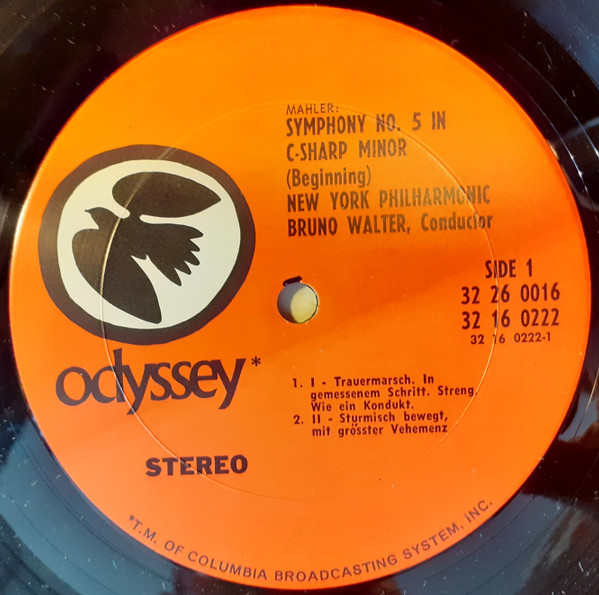 MAHLER:
SYMPHONY NO. 5 IN
C-SHARP MINOR
(Beginning)
NEW YORK PHILHARMONIC
BRUNO WALTER, Conductor
SIDE 1
32 26 0016
32 16 0222
32 16 0222-1
odyssey*
1. I - Trauermarsch. In
gemessenem Schritt. Streng.
Wie ein Kondukt.
2. II - Sturmisch bewegt,
mit grösster Vehemenz
STEREO
*T.M. OF COLUMBIA BROADCASTING SYSTEM, INC.